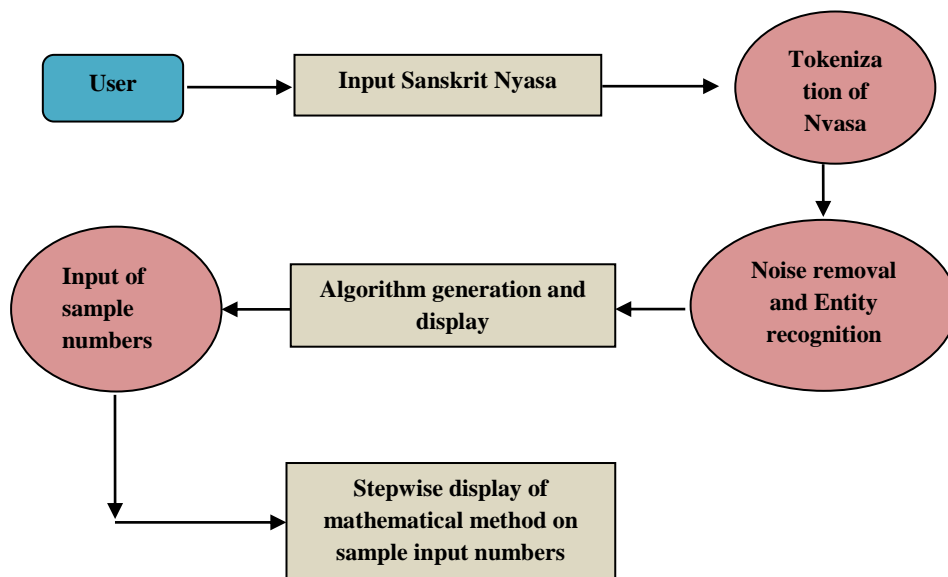 User
Input Sanskrit Nyasa
Tokeniza
tion of
Nvasa
Noise removal
and Entity
recognition
Algorithm generation and
display
Input of
sample
numbers
Stepwise display of
mathematical method on
sample input numbers